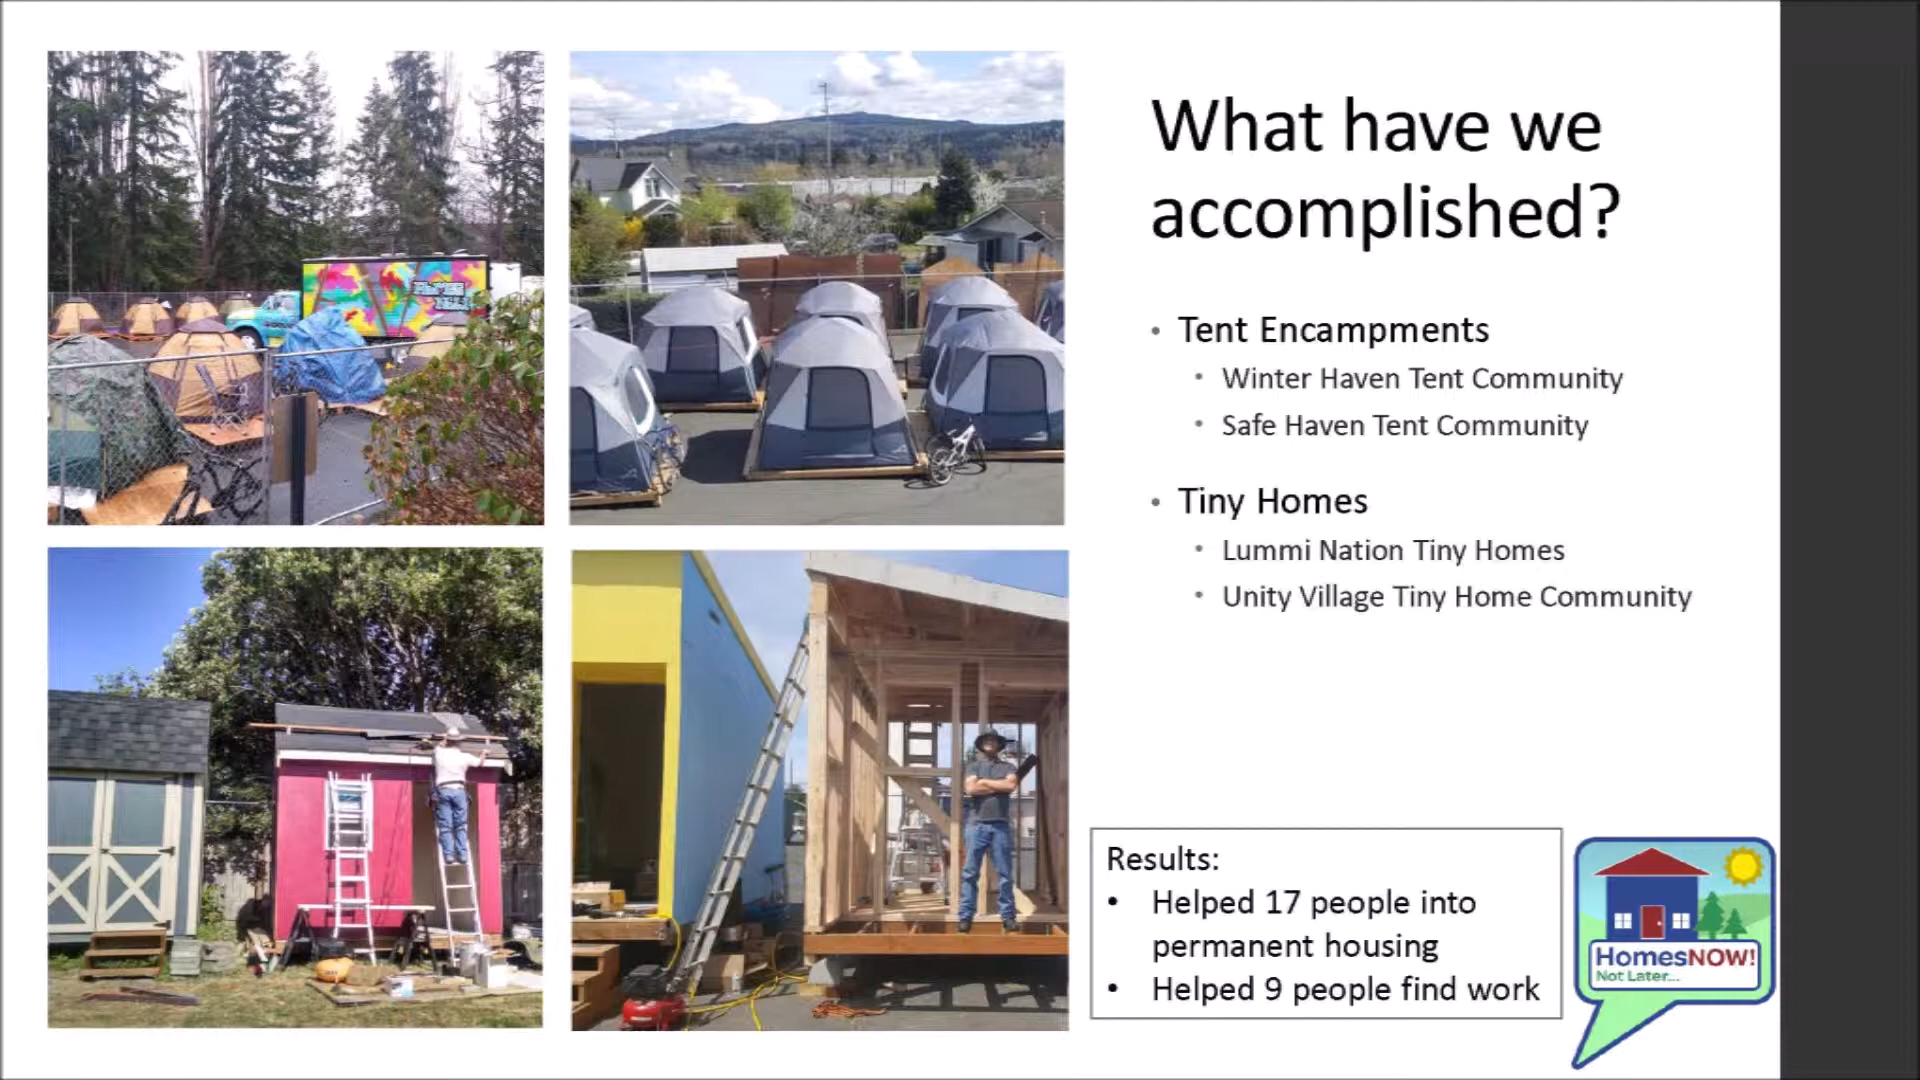 What have we
accomplished?
• Tent Encampments
• Winter Haven Tent Community
• Safe Haven Tent Community
• Tiny Homes
• Lummi Nation Tiny Homes
• Unity Village Tiny Home Community
Results:
• Helped 17 people into
permanent housing
• Helped 9 people find work
HomesNOW!
Not Later...